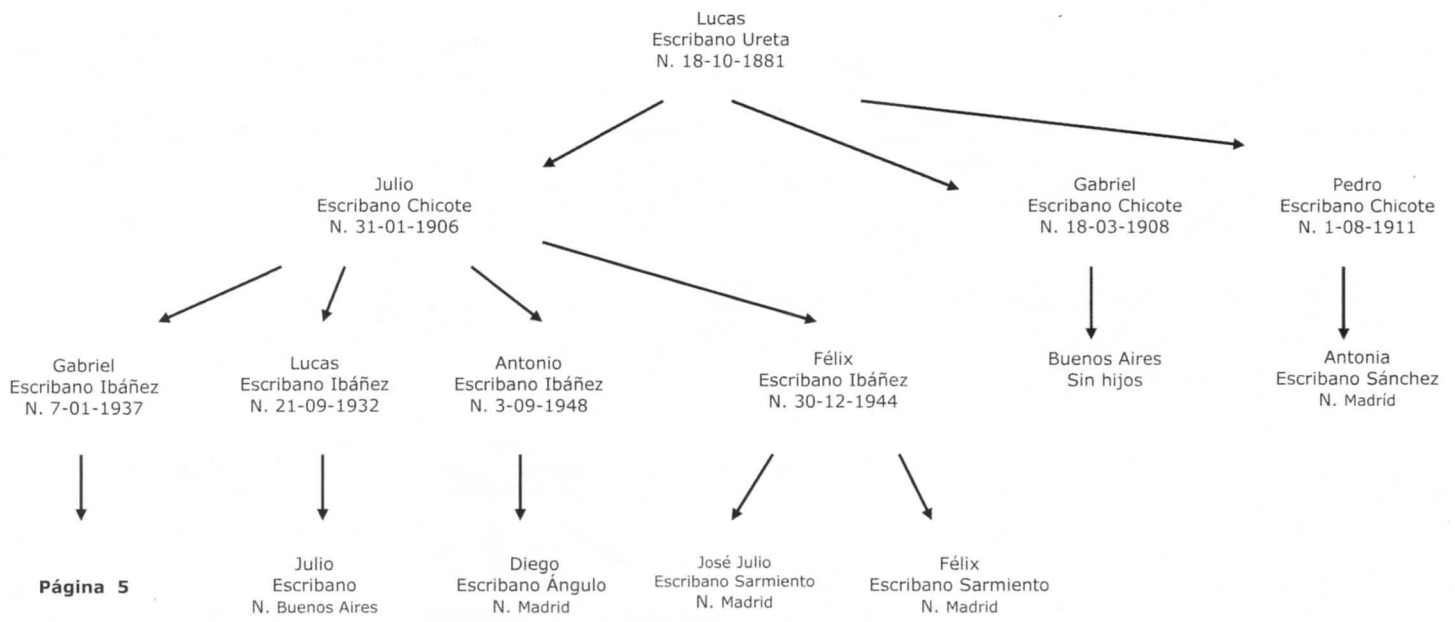 Lucas
Escribano Ureta
N. 18-10-1881
Julio
Escribano Chicote
N. 31-01-1906
Gabriel
Escribano Chicote
N. 18-03-1908
Pedro
Escribano Chicote
N. 1-08-1911
Gabriel
Escribano Ibáñez
N. 7-01-1937
Lucas
Escribano Ibáñez
N. 21-09-1932
Antonio
Escribano Ibáñez
N. 3-09-1948
Félix
Escribano Ibáñez
N. 30-12-1944
Buenos Aires
Sin hijos
Antonia
Escribano Sánchez
N. Madríd
Página 5
Julio
Escribano
N. Buenos Aires
Diego
Escribano Ángulo
N. Madrid
José Julio
Escribano Sarmiento
N. Madrid
Félix
Escribano Sarmiento
N. Madrid